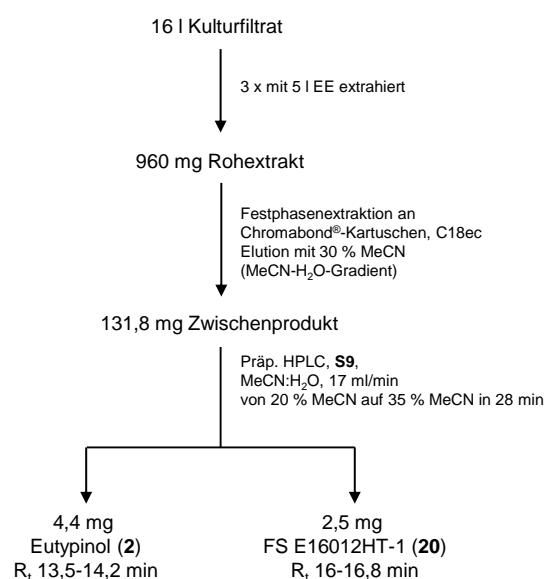 16 l Kulturfiltrat
3 x mit 5 l EE extrahiert
960 mg Rohextrakt
Festphasenextraktion an
Chromabond®-Kartuschen, C18ec
Elution mit 30 % MeCN
(MeCN-H₂O-Gradient)
131,8 mg Zwischenprodukt
Präp. HPLC, S9,
MeCN:H₂O, 17 ml/min
von 20 % MeCN auf 35 % MeCN in 28 min
4,4 mg
Eutypinol (2)
Rₜ 13,5-14,2 min
2,5 mg
FS E16012HT-1 (20)
Rₜ 16-16,8 min